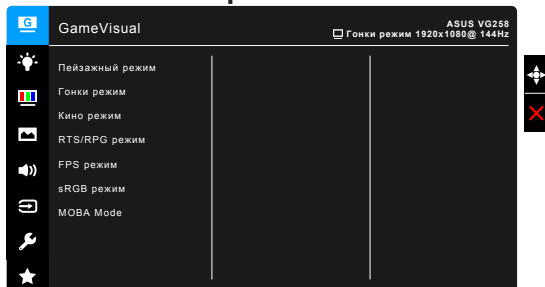 G
GameVisual
ASUS VG258
Гонки режим 1920x1080@ 144Hz
Пейзажный режим
Гонки режим
Кино режим
RTS/RPG режим
FPS режим
sRGB режим
MOBA Mode